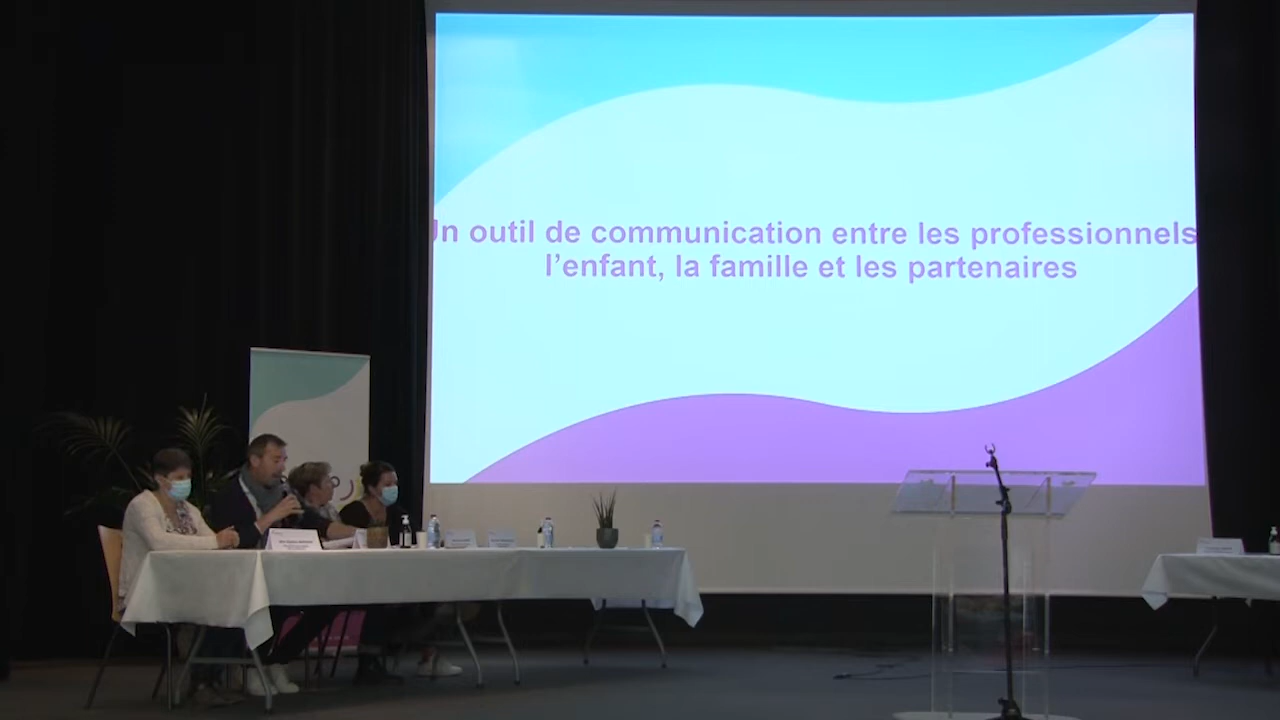 Un outil de communication entre les professionnels
l'enfant, la famille et les partenaires